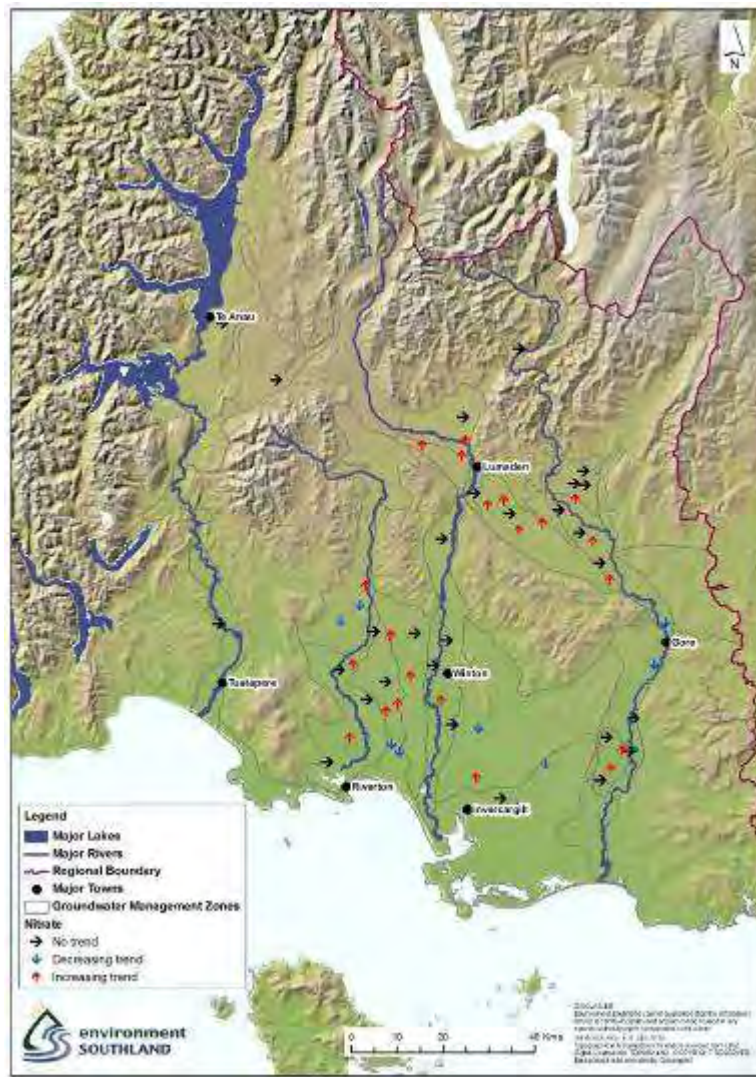 N
Te Anau
Lumsden
Gore
Tuatapere
Winton
Riverton
Invercargill
Legend
Major Lakes
Major Rivers
Regional Boundary
Major Towns
Groundwater Management Zones
Nitrate
No trend
Decreasing trend
Increasing trend
environment
SOUTHLAND
0 10 20 40 Kms